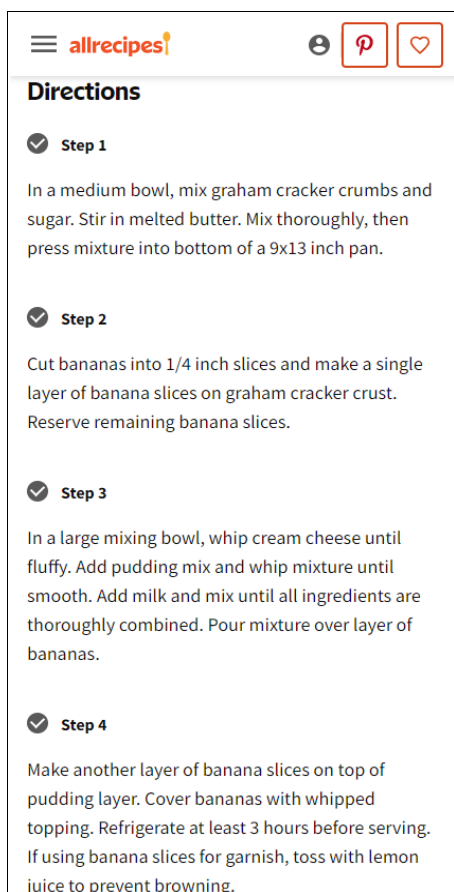 allrecipes
Directions
Step 1
In a medium bowl, mix graham cracker crumbs and
sugar. Stir in melted butter. Mix thoroughly, then
press mixture into bottom of a 9x13 inch pan.
Step 2
Cut bananas into 1/4 inch slices and make a single
layer of banana slices on graham cracker crust.
Reserve remaining banana slices.
Step 3
In a large mixing bowl, whip cream cheese until
fluffy. Add pudding mix and whip mixture until
smooth. Add milk and mix until all ingredients are
thoroughly combined. Pour mixture over layer of
bananas.
Step 4
Make another layer of banana slices on top of
pudding layer. Cover bananas with whipped
topping. Refrigerate at least 3 hours before serving.
If using banana slices for garnish, toss with lemon
juice to prevent browning.